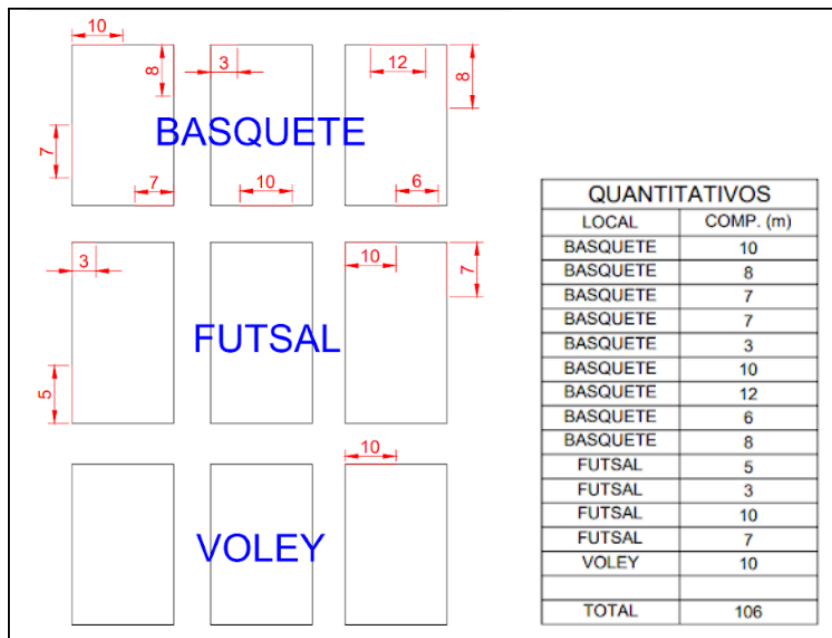 10
8
3
12
8
BASQUETE
7
7
10
6
3
10
7
FUTSAL
5
10
VOLEY
QUANTITATIVOS
LOCAL COMP. (m)
BASQUETE 10
BASQUETE 8
BASQUETE 7
BASQUETE 7
BASQUETE 3
BASQUETE 10
BASQUETE 12
BASQUETE 6
BASQUETE 8
FUTSAL 5
FUTSAL 3
FUTSAL 10
FUTSAL 7
VOLEY 10
TOTAL 106